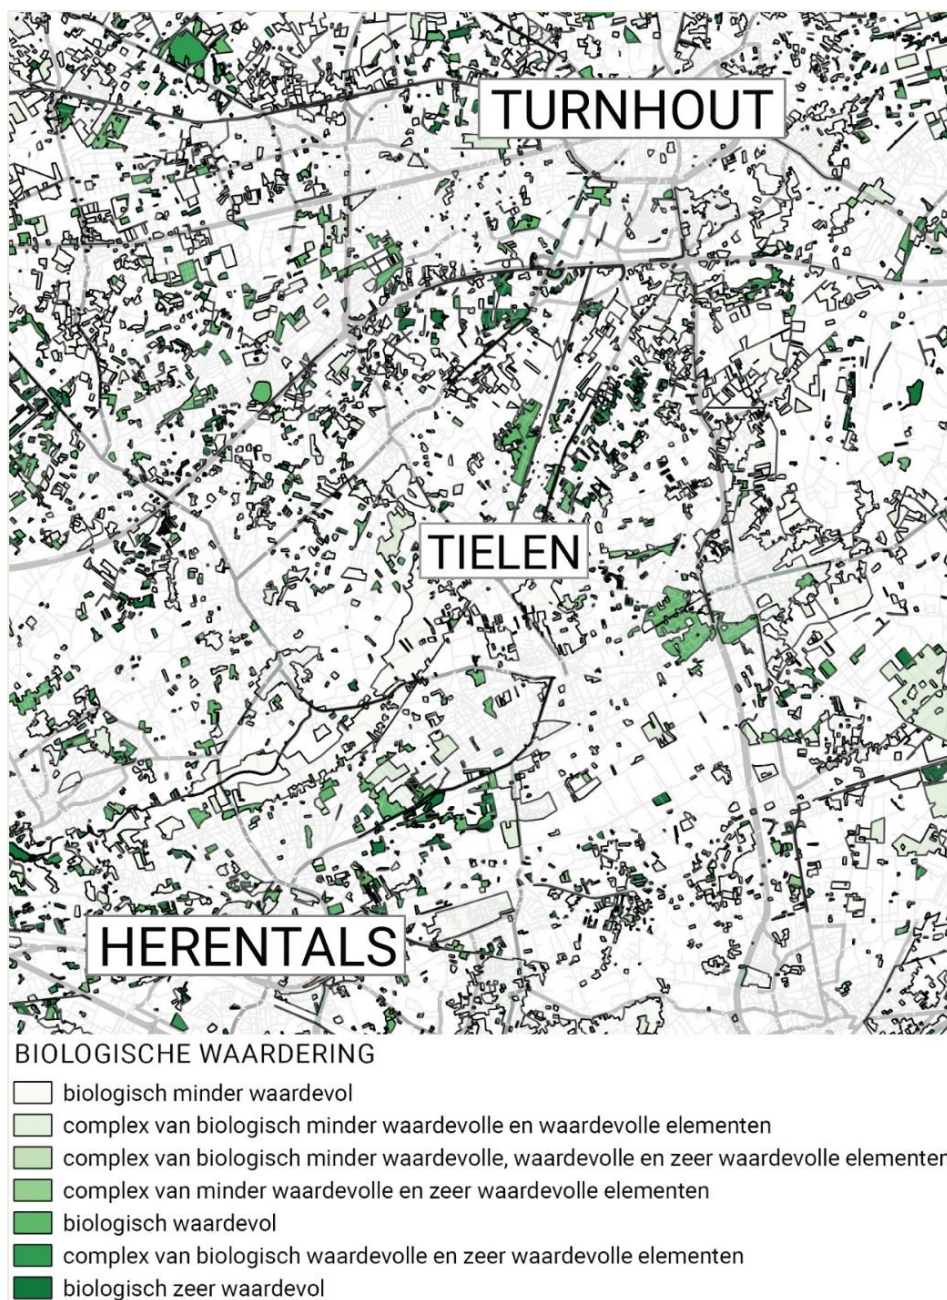 TURNHOUT
TIELEN
HERENTALS
BIOLOGISCHE WAARDERING
biologisch minder waardevol
complex van biologisch minder waardevolle en waardevolle elementen
complex van biologisch minder waardevolle, waardevolle en zeer waardevolle elementen
complex van minder waardevolle en zeer waardevolle elementen
biologisch waardevol
complex van biologisch waardevolle en zeer waardevolle elementen
biologisch zeer waardevol